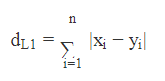 n
d_L1 = ∑ |x_i − y_i|
i=1